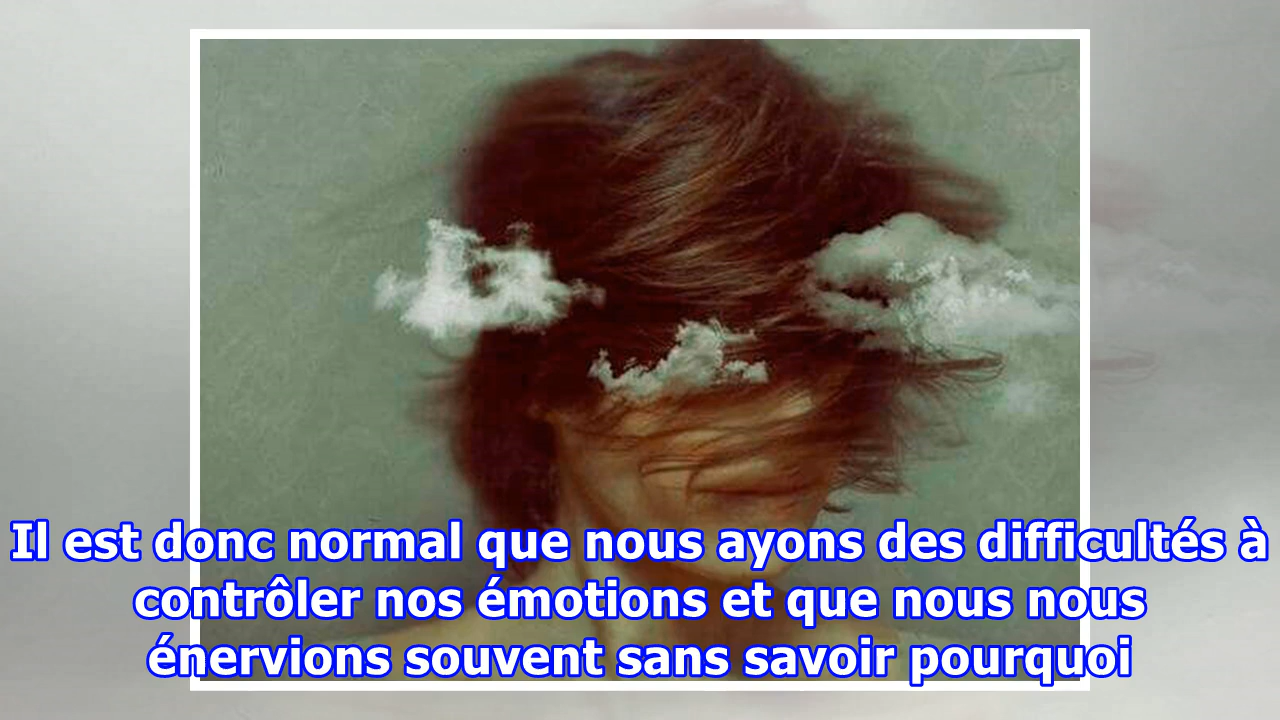 Il est donc normal que nous ayons des difficultés à
contrôler nos émotions et que nous nous
énervions souvent sans savoir pourquoi